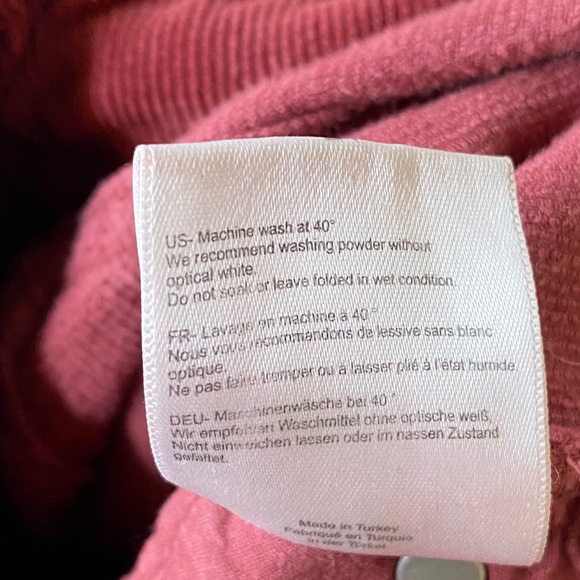 US- Machine wash at 40°
We recommend washing powder without
optical white.
Do not soak or leave folded in wet condition.
FR- Lavage en machine a 40 °
Nous vous recommandons de lessive sans blanc
optique.
Ne pas faire tremper ou à laisser plié à l'état humide
DEU- Maschinenwäsche bei 40 °
Wir empfehlen Waschmittel ohne optische weiß,
Nicht einweichen lassen oder im nassen Zustand
gefaltet.
Made in Turkey
Fabriqué en Turquie
in der Türkei